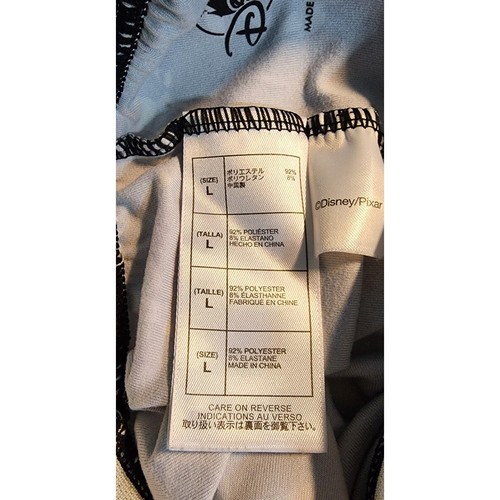 MADE
(SIZE)
L
ポリエステル 92%
ポリウレタン 8%
中国製
©Disney/Pixar
(TALLA)
L
92% POLIÉSTER
8% ELASTANO
HECHO EN CHINA
(TAILLE)
L
92% POLYESTER
8% ÉLASTHANNE
FABRIQUÉ EN CHINE
(SIZE)
L
92% POLYESTER
8% ELASTANE
MADE IN CHINA
CARE ON REVERSE
INDICATIONS AU VERSO
取り扱い表示は裏面を御覧下さい。